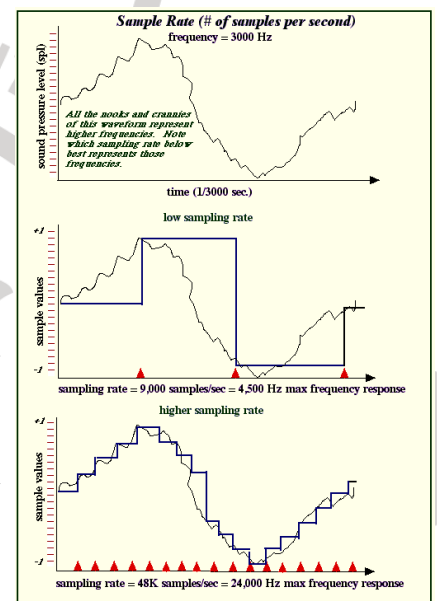 Sample Rate (# of samples per second)
frequency = 3000 Hz
sound pressure level (spl)
All the nooks and crannies
of this waveform represent
higher frequencies. Note
which sampling rate below
best represents those
frequencies.
time (1/3000 sec.)
low sampling rate
+1
sample values
-1
sampling rate = 9,000 samples/sec = 4,500 Hz max frequency response
higher sampling rate
+1
sample values
-1
sampling rate = 48K samples/sec = 24,000 Hz max frequency response